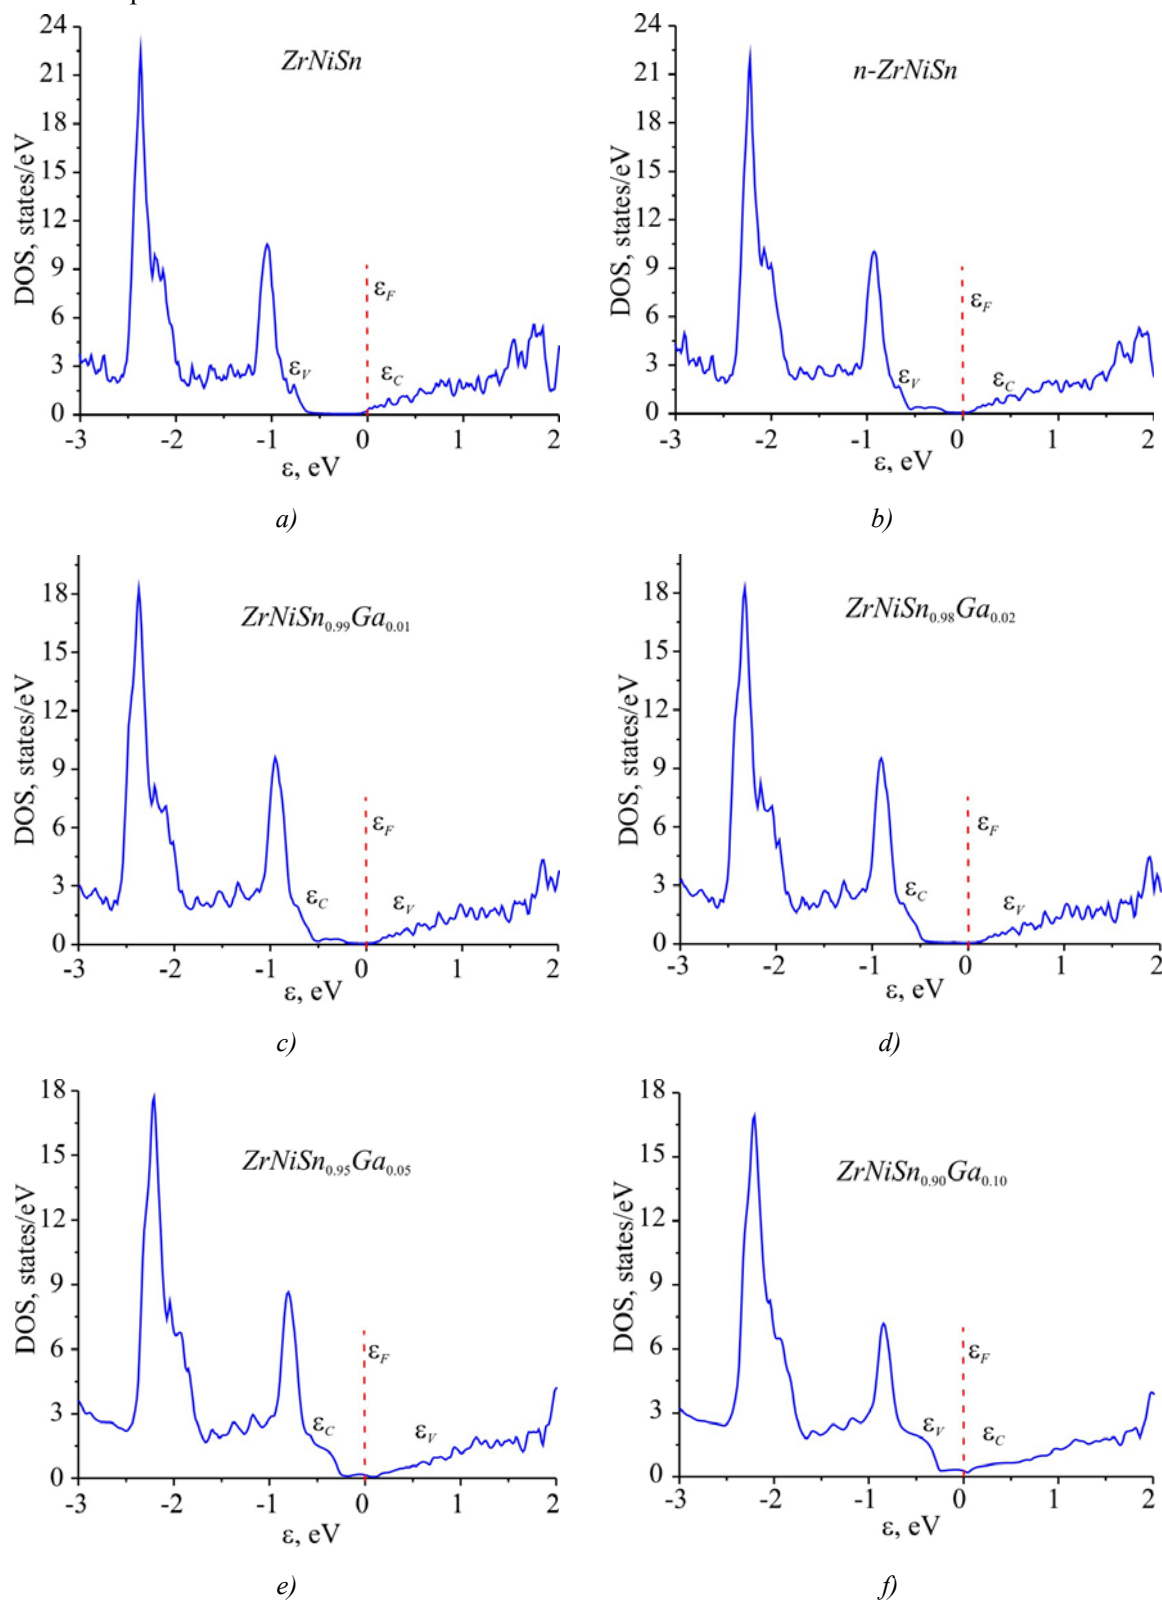 24
21
18
15
12
9
6
3
0
DOS, states/eV
ZrNiSn
εF
εV
εC
-3 -2 -1 0 1 2
ε, eV
a)
24
21
18
15
12
9
6
3
0
DOS, states/eV
n-ZrNiSn
εF
εV
εC
-3 -2 -1 0 1 2
ε, eV
b)
18
15
12
9
6
3
0
DOS, states/eV
ZrNiSn0.99Ga0.01
εF
εC
εV
-3 -2 -1 0 1 2
ε, eV
c)
18
15
12
9
6
3
0
DOS, states/eV
ZrNiSn0.98Ga0.02
εF
εC
εV
-3 -2 -1 0 1 2
ε, eV
d)
18
15
12
9
6
3
0
DOS, states/eV
ZrNiSn0.95Ga0.05
εF
εC
εV
-3 -2 -1 0 1 2
ε, eV
e)
18
15
12
9
6
3
0
DOS, states/eV
ZrNiSn0.90Ga0.10
εF
εV
εC
-3 -2 -1 0 1 2
ε, eV
f)